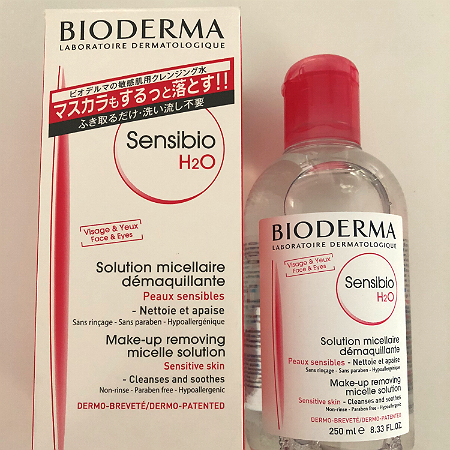 BIODERMA
LABORATOIRE DERMATOLOGIQUE
ビオデルマの敏感肌用クレンジング水
マスカラもするっと落とす!!
ふき取るだけ・洗い流し不要
Sensibio
H2O
Visage & Yeux
Face & Eyes
Solution micellaire
démaquillante
Peaux sensibles
- Nettoie et apaise
Sans rinçage - Sans paraben - Hypoallergénique
Make-up removing
micelle solution
Sensitive skin
- Cleanses and soothes
Non-rinse - Paraben free - Hypoallergenic
DERMO-BREVETÉ/DERMO-PATENTED
BIODERMA
LABORATOIRE DERMATOLOGIQUE
Visage & Yeux
Face & Eyes
Sensibio
H2O
Solution micellaire
démaquillante
Peaux sensibles - Nettoie et apaise
Sans rinçage - Sans paraben - Hypoallergénique
Make-up removing
micelle solution
Sensitive skin - Cleanses and soothes
Non-rinse - Paraben free - Hypoallergenic
DERMO-BREVETÉ/DERMO-PATENTED
250 ml e 8.33 FL.OZ.